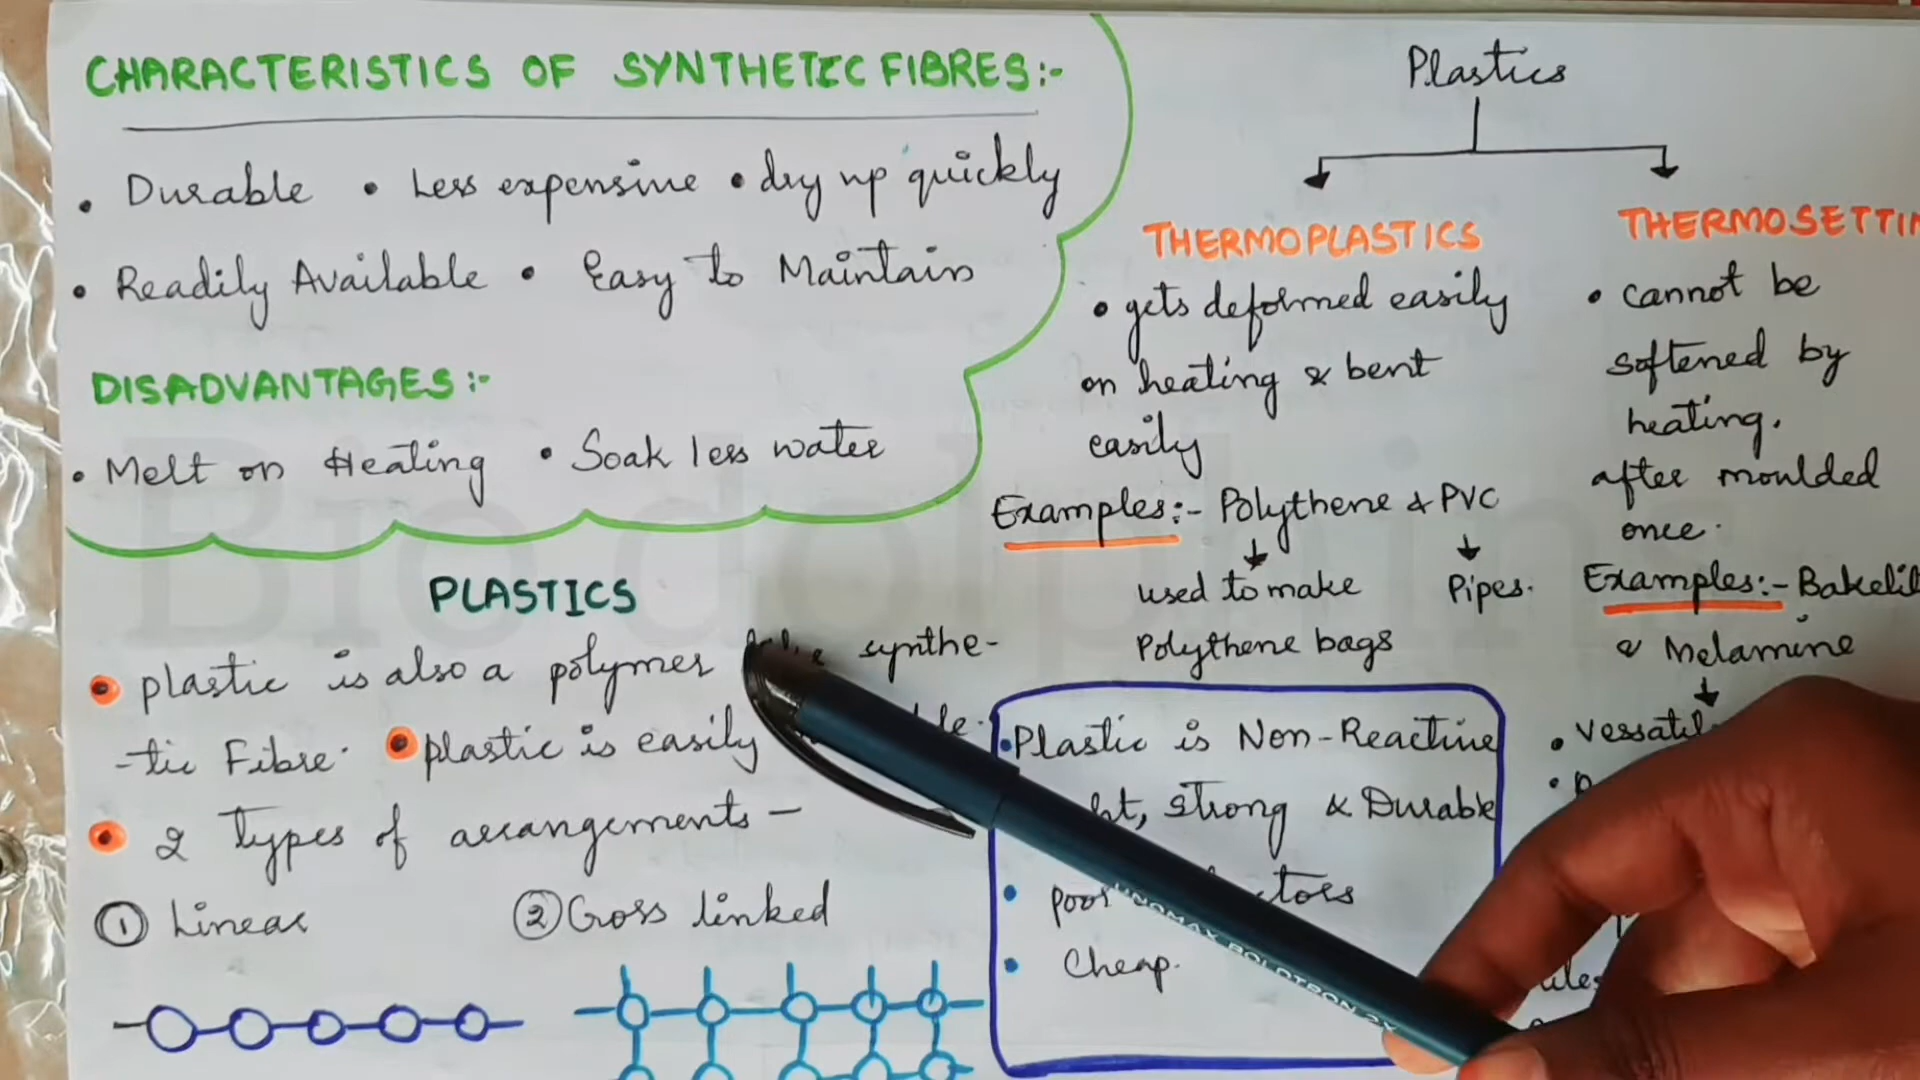 CHARACTERISTICS OF SYNTHETIC FIBRES:-
• Durable • Less expensive • dry up quickly
• Readily Available • Easy to Maintain
DISADVANTAGES:-
• Melt on Heating • Soak less water
PLASTICS
• plastic is also a polymer synthe-
-tic Fibre. • plastic is easily
• 2 types of arrangements -
① Linear ② Cross linked
Plastics
THERMOPLASTICS
• gets deformed easily
on heating & bent
easily
Examples:- Polythene & PVC
used to make
Polythene bags
Pipes.
• Plastic is Non-Reactive
strong & Durable
• poor
• Cheap.
THERMOSETTIN
• cannot be
softened by
heating.
after moulded
once.
Examples:- Bakelit
& Melamine
Biodolphins